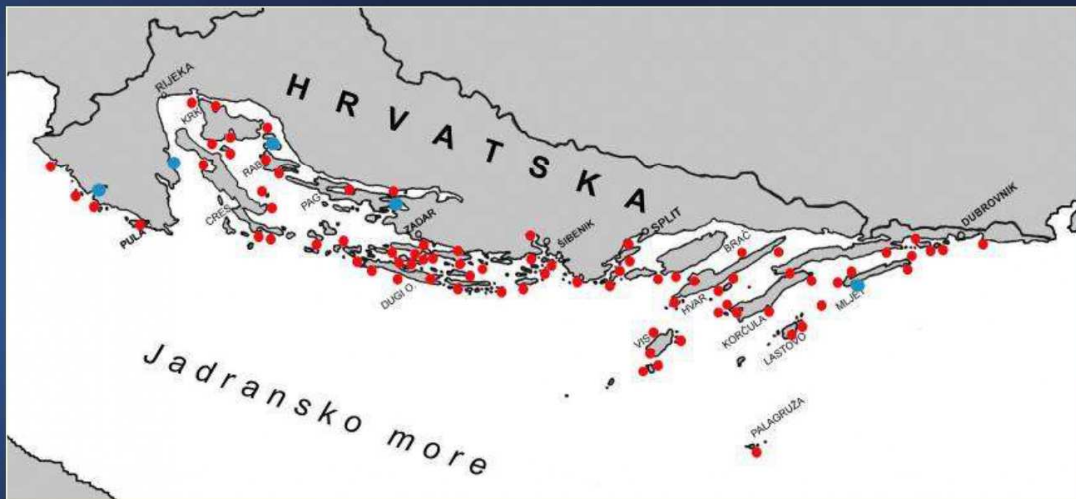 HRVATSKA
RIJEKA
KRK
RAB
CRES
PAG
PULA
ZADAR
DUGI O.
ŠIBENIK
SPLIT
BRAČ
HVAR
VIS
KORČULA
LASTOVO
MLJET
DUBROVNIK
PALAGRUŽA
Jadransko more